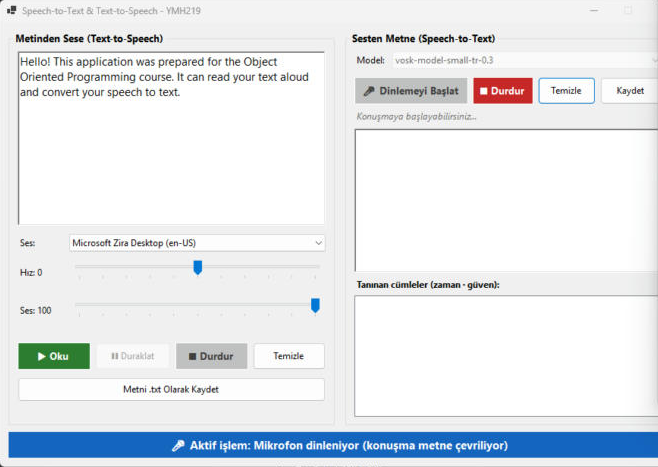 Speech-to-Text & Text-to-Speech - YMH219
Metinden Sese (Text-to-Speech)
Hello! This application was prepared for the Object
Oriented Programming course. It can read your text aloud
and convert your speech to text.
Ses: Microsoft Zira Desktop (en-US)
Hız: 0
Ses: 100
Oku Duraklat Durdur Temizle
Metni .txt Olarak Kaydet
Sesten Metne (Speech-to-Text)
Model: vosk-model-small-tr-0.3
Dinlemeyi Başlat Durdur Temizle Kaydet
Konuşmaya başlayabilirsiniz...
Tanınan cümleler (zaman - güven):
Aktif işlem: Mikrofon dinleniyor (konuşma metne çevriliyor)